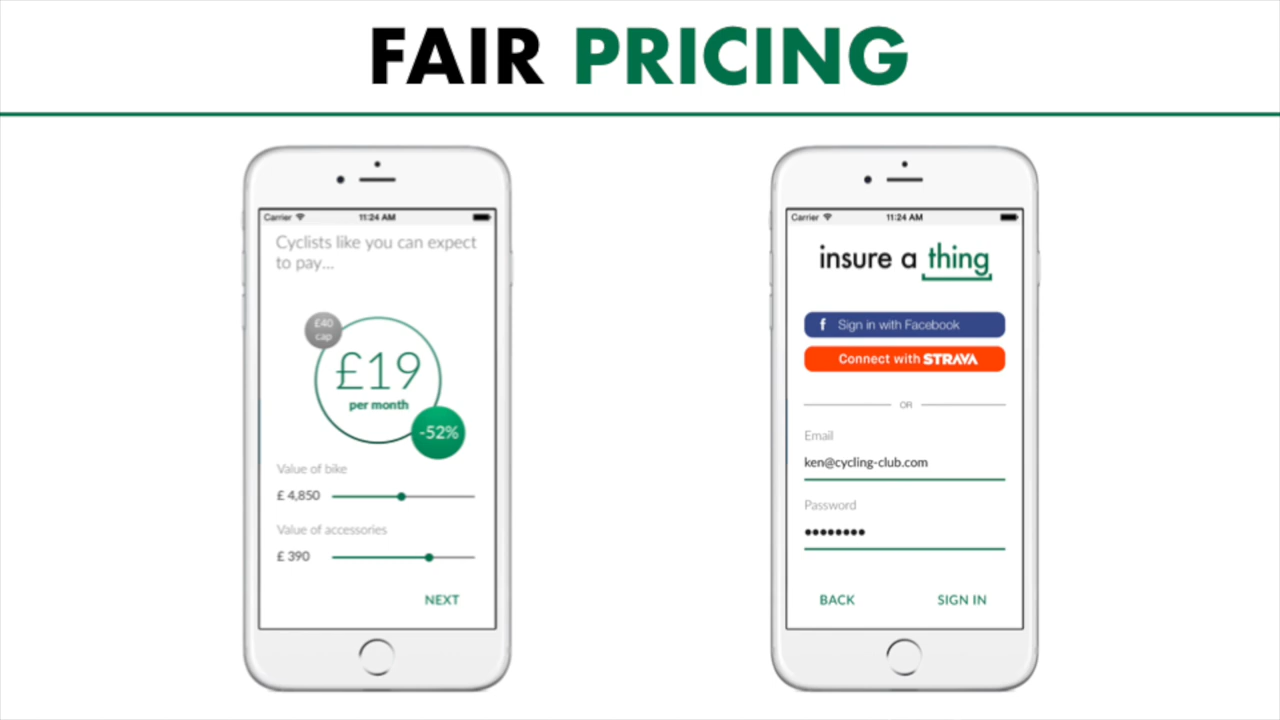 FAIR PRICING
Carrier 11:24 AM
Cyclists like you can expect
to pay...
£40
cap
£19
per month
-52%
Value of bike
£ 4,850
Value of accessories
£ 390
NEXT
Carrier 11:24 AM
insure a thing
f Sign in with Facebook
Connect with STRAVA
OR
Email
ken@cycling-club.com
Password
••••••••
BACK SIGN IN